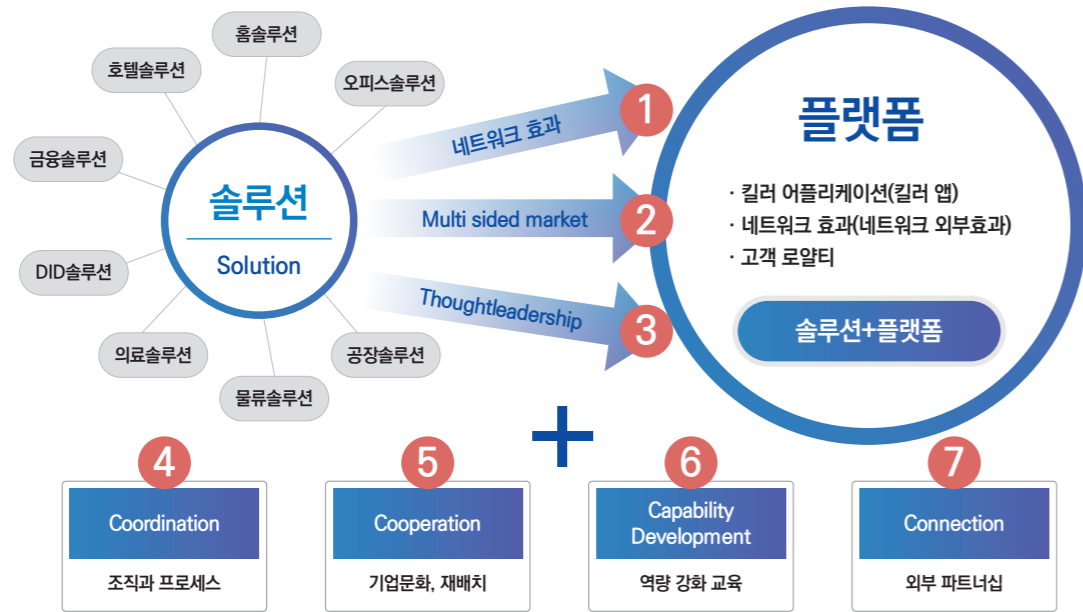 홈솔루션
호텔솔루션
오피스솔루션
금융솔루션
솔루션
Solution
DID솔루션
의료솔루션
공장솔루션
물류솔루션
네트워크 효과
1
Multi sided market
2
Thoughtleadership
3
플랫폼
· 킬러 어플리케이션(킬러 앱)
· 네트워크 효과(네트워크 외부효과)
· 고객 로얄티
솔루션+플랫폼
+
4
Coordination
조직과 프로세스
5
Cooperation
기업문화, 재배치
6
Capability
Development
역량 강화 교육
7
Connection
외부 파트너십